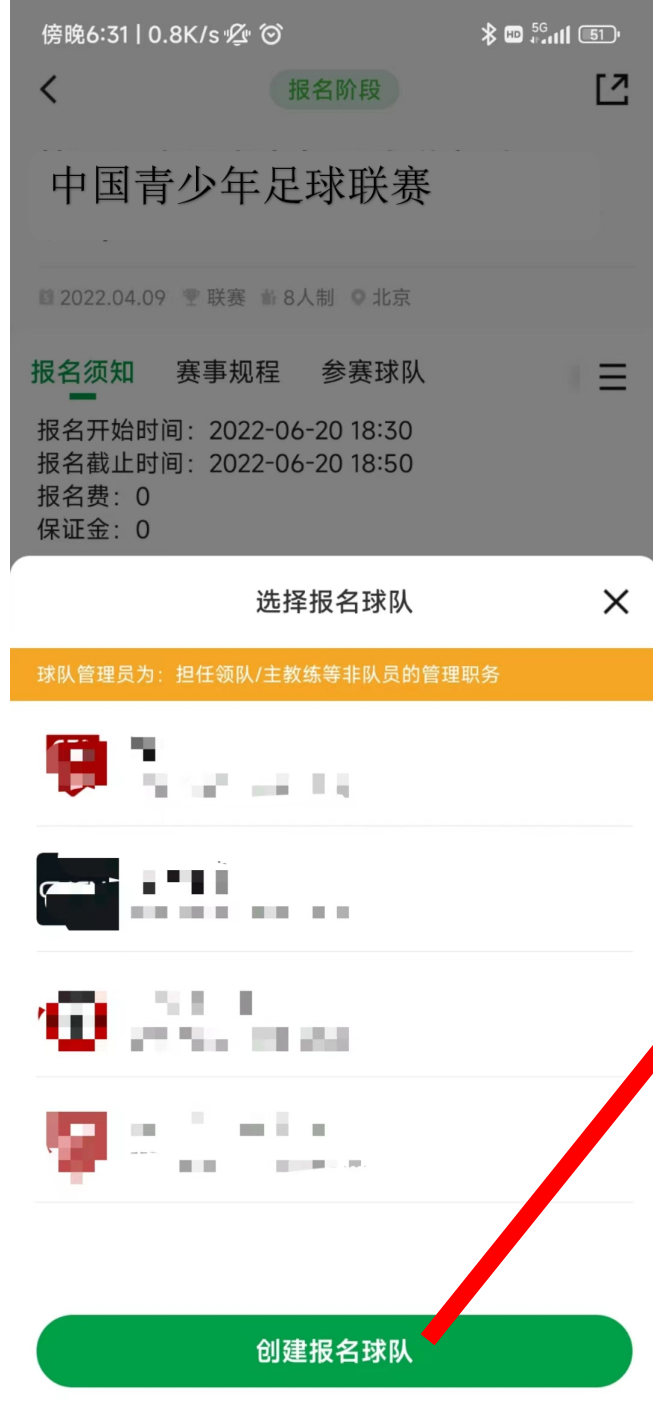 傍晚6:31 | 0.8K/s
HD 5G 51
报名阶段
中国青少年足球联赛
2022.04.09 联赛 8人制 北京
报名须知 赛事规程 参赛球队
报名开始时间：2022-06-20 18:30
报名截止时间：2022-06-20 18:50
报名费：0
保证金：0
选择报名球队
球队管理员为：担任领队/主教练等非队员的管理职务
创建报名球队